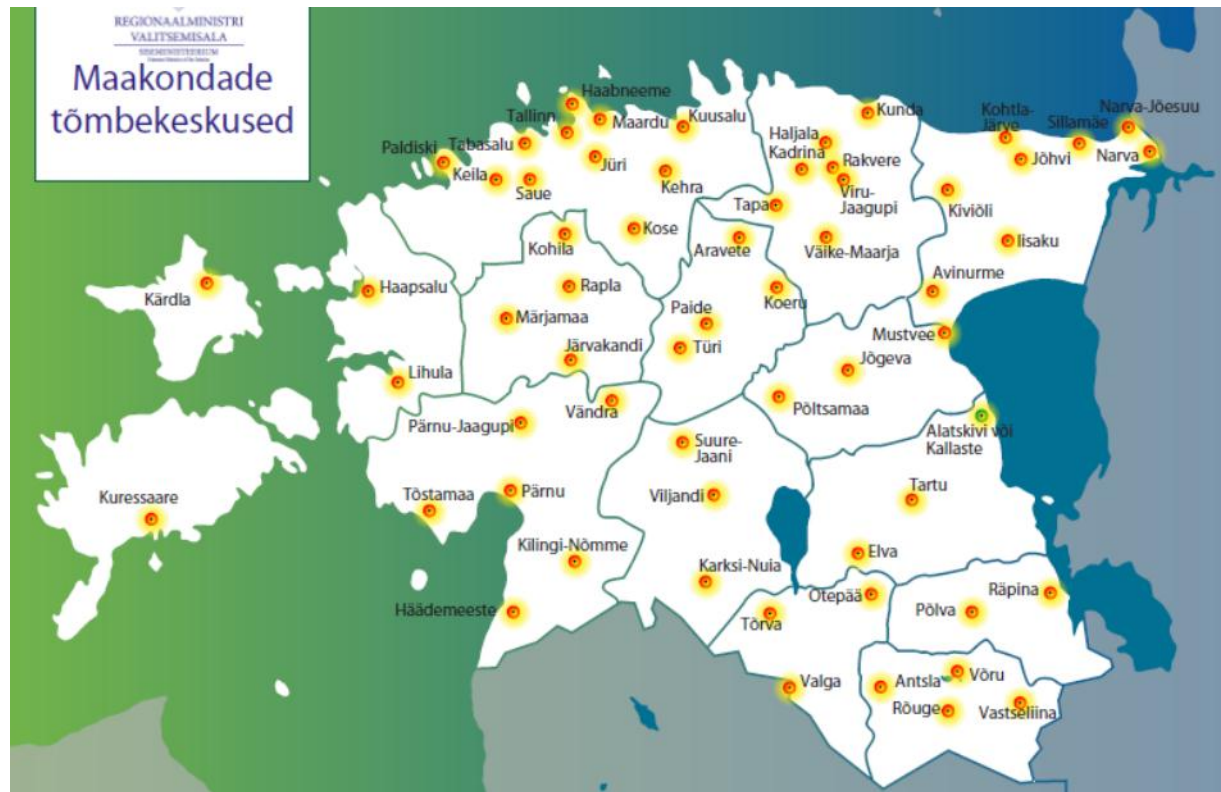 REGIONAALMINISTRI
VALITSEMISALA
SISEMINISTEERIUM
Maakondade
tõmbekeskused
Haabneeme
Tallinn
Maardu
Kuusalu
Kunda
Kohtla-
Järve
Sillamäe
Narva-Jõesuu
Paldiski
Tabasalu
Haljala
Kadrina
Rakvere
Jõhvi
Narva
Keila
Saue
Jüri
Kehra
Viru-
Jaagupi
Kiviõli
Tapa
Kose
Kohila
Aravete
Väike-Maarja
Iisaku
Kärdla
Haapsalu
Rapla
Koeru
Avinurme
Märjamaa
Paide
Mustvee
Järvakandi
Türi
Jõgeva
Lihula
Vändra
Põltsamaa
Pärnu-Jaagupi
Alatskivi või
Kallaste
Suure-
Jaani
Kuressaare
Tõstamaa
Pärnu
Viljandi
Tartu
Kilingi-Nõmme
Elva
Karksi-Nuia
Otepää
Räpina
Häädemeeste
Tõrva
Põlva
Valga
Antsla
Võru
Rõuge
Vastseliina